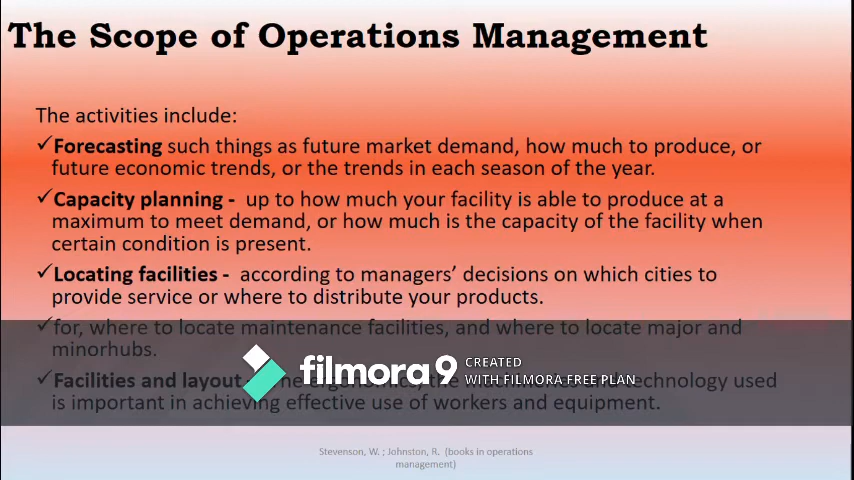 The Scope of Operations Management
The activities include:
✓Forecasting such things as future market demand, how much to produce, or
future economic trends, or the trends in each season of the year.
✓Capacity planning - up to how much your facility is able to produce at a
maximum to meet demand, or how much is the capacity of the facility when
certain condition is present.
✓Locating facilities - according to managers’ decisions on which cities to
provide service or where to distribute your products.
✓for, where to locate maintenance facilities, and where to locate major and
minorhubs.
✓Facilities and layout - technology used
is important in achieving effective use of workers and equipment.
filmora9 CREATED
WITH FILMORA FREE PLAN
Stevenson, W. ; Johnston, R. (books in operations
management)